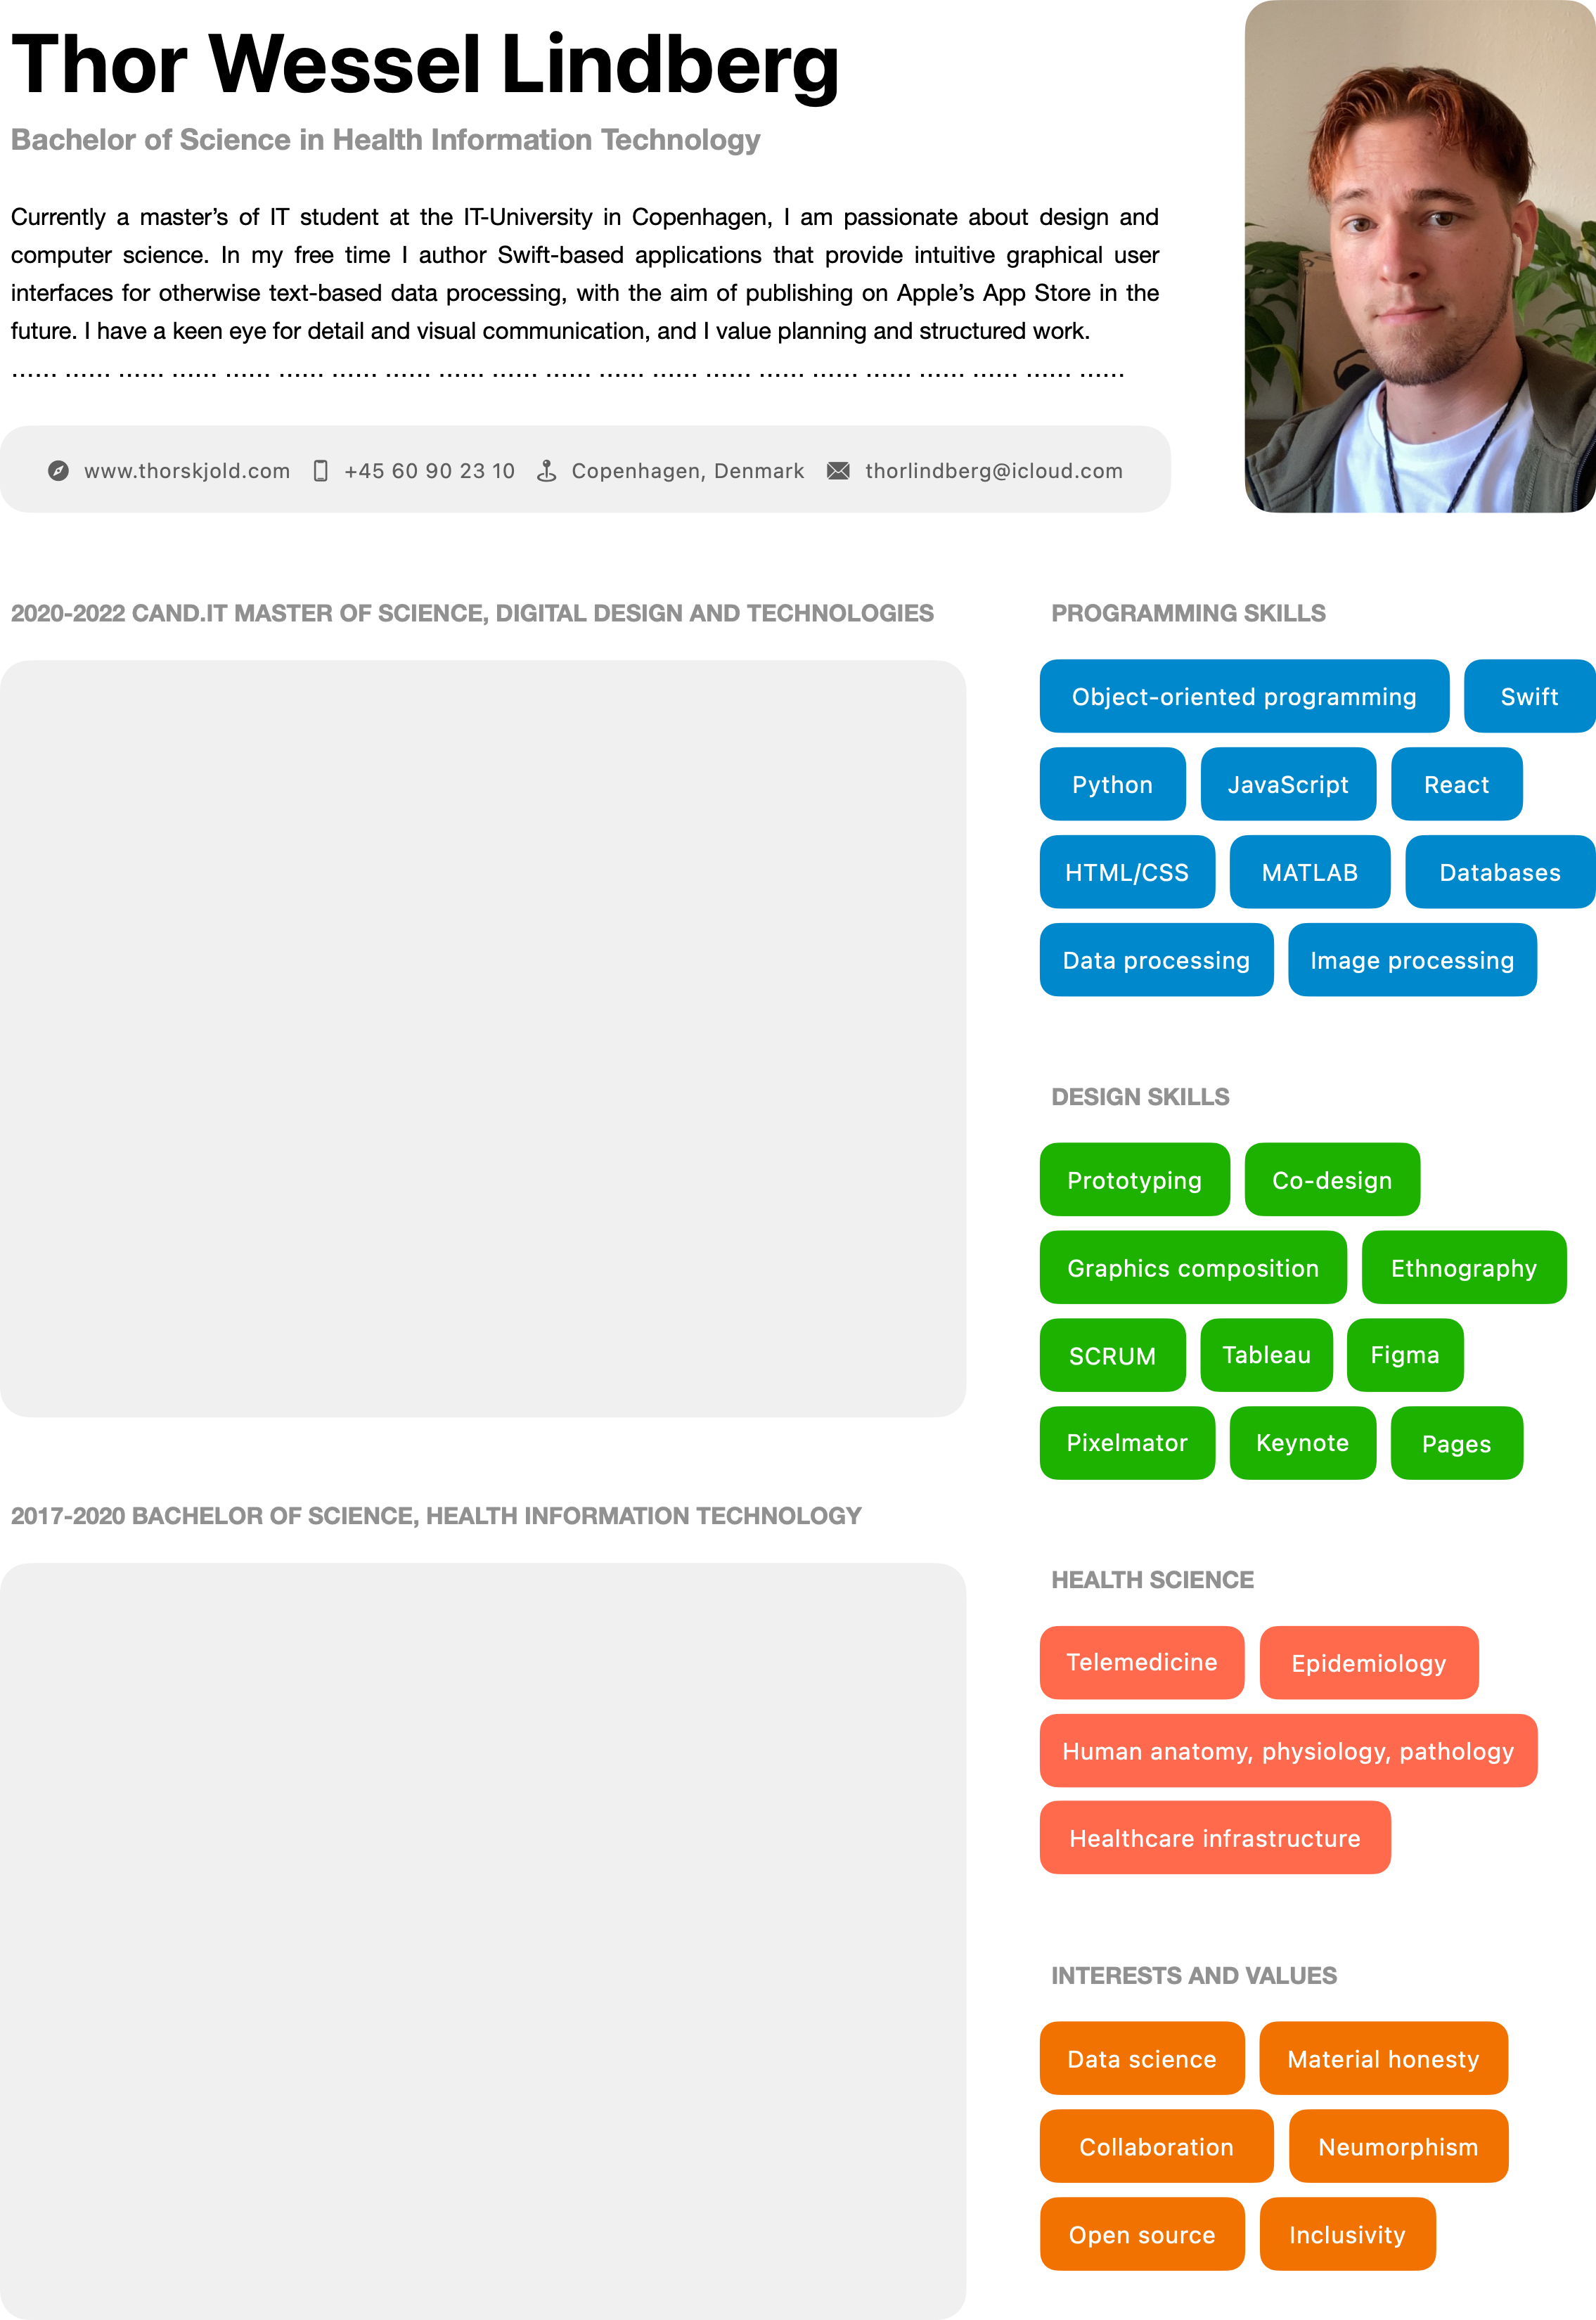 Thor Wessel Lindberg
Bachelor of Science in Health Information Technology
Currently a master’s of IT student at the IT-University in Copenhagen, I am passionate about design and
computer science. In my free time I author Swift-based applications that provide intuitive graphical user
interfaces for otherwise text-based data processing, with the aim of publishing on Apple’s App Store in the
future. I have a keen eye for detail and visual communication, and I value planning and structured work.
…… …… …… …… …… …… …… …… …… …… …… …… …… …… …… …… …… …… …… …… ……
www.thorskjold.com +45 60 90 23 10 Copenhagen, Denmark thorlindberg@icloud.com
2020-2022 CAND.IT MASTER OF SCIENCE, DIGITAL DESIGN AND TECHNOLOGIES
2017-2020 BACHELOR OF SCIENCE, HEALTH INFORMATION TECHNOLOGY
PROGRAMMING SKILLS
Object-oriented programming Swift
Python JavaScript React
HTML/CSS MATLAB Databases
Data processing Image processing
DESIGN SKILLS
Prototyping Co-design
Graphics composition Ethnography
SCRUM Tableau Figma
Pixelmator Keynote Pages
HEALTH SCIENCE
Telemedicine Epidemiology
Human anatomy, physiology, pathology
Healthcare infrastructure
INTERESTS AND VALUES
Data science Material honesty
Collaboration Neumorphism
Open source Inclusivity